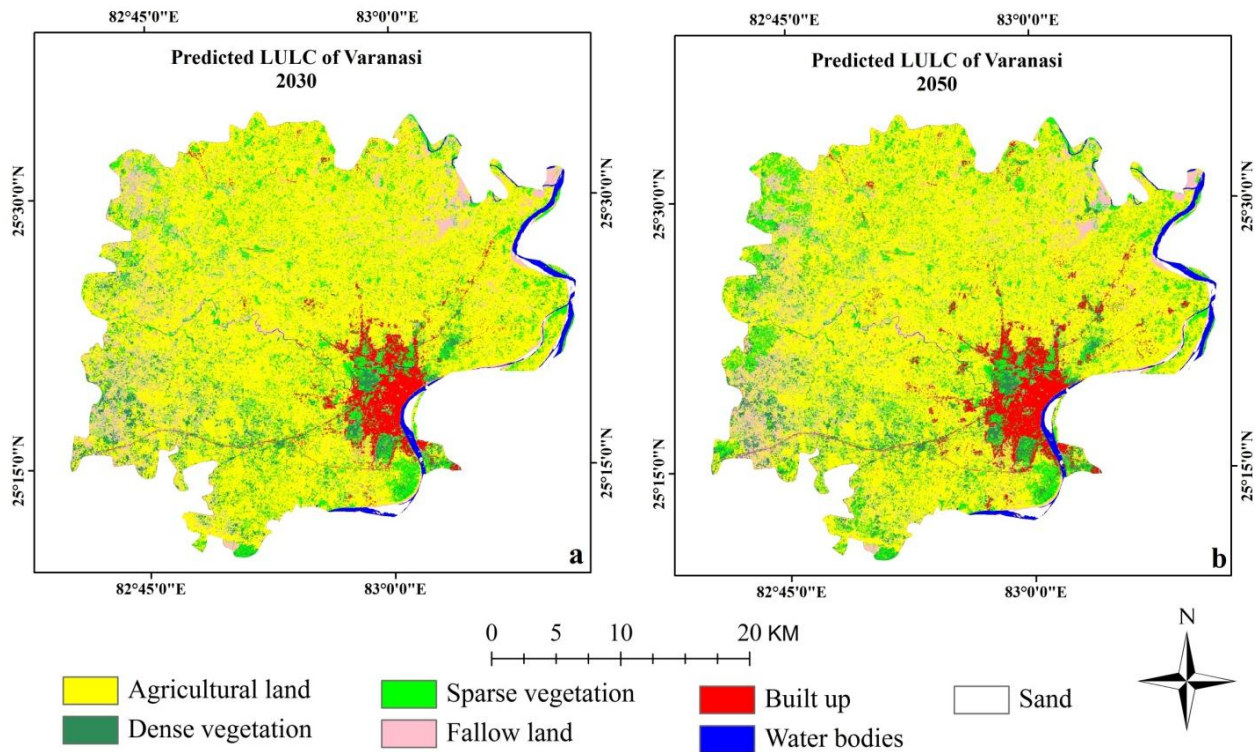 82°45'0"E 83°0'0"E 82°45'0"E 83°0'0"E
Predicted LULC of Varanasi
2030
Predicted LULC of Varanasi
2050
25°30'0"N 25°30'0"N 25°30'0"N 25°30'0"N
25°15'0"N 25°15'0"N 25°15'0"N 25°15'0"N
a b
82°45'0"E 83°0'0"E 82°45'0"E 83°0'0"E
0 5 10 20 KM
N
Agricultural land Sparse vegetation Built up Sand
Dense vegetation Fallow land Water bodies